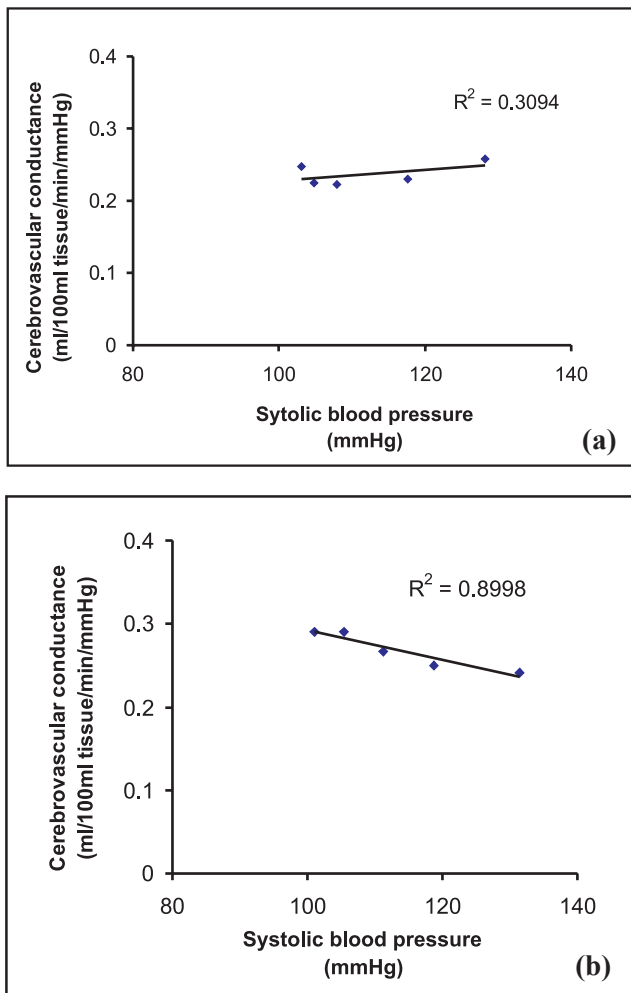 Cerebrovascular conductance
(ml/100ml tissue/min/mmHg)
0.4
0.3
0.2
0.1
0
R² = 0.3094
80
100
120
140
Sytolic blood pressure
(mmHg)
(a)
Cerebrovascular conductance
(ml/100ml tissue/min/mmHg)
0.4
0.3
0.2
0.1
0
R² = 0.8998
80
100
120
140
Systolic blood pressure
(mmHg)
(b)